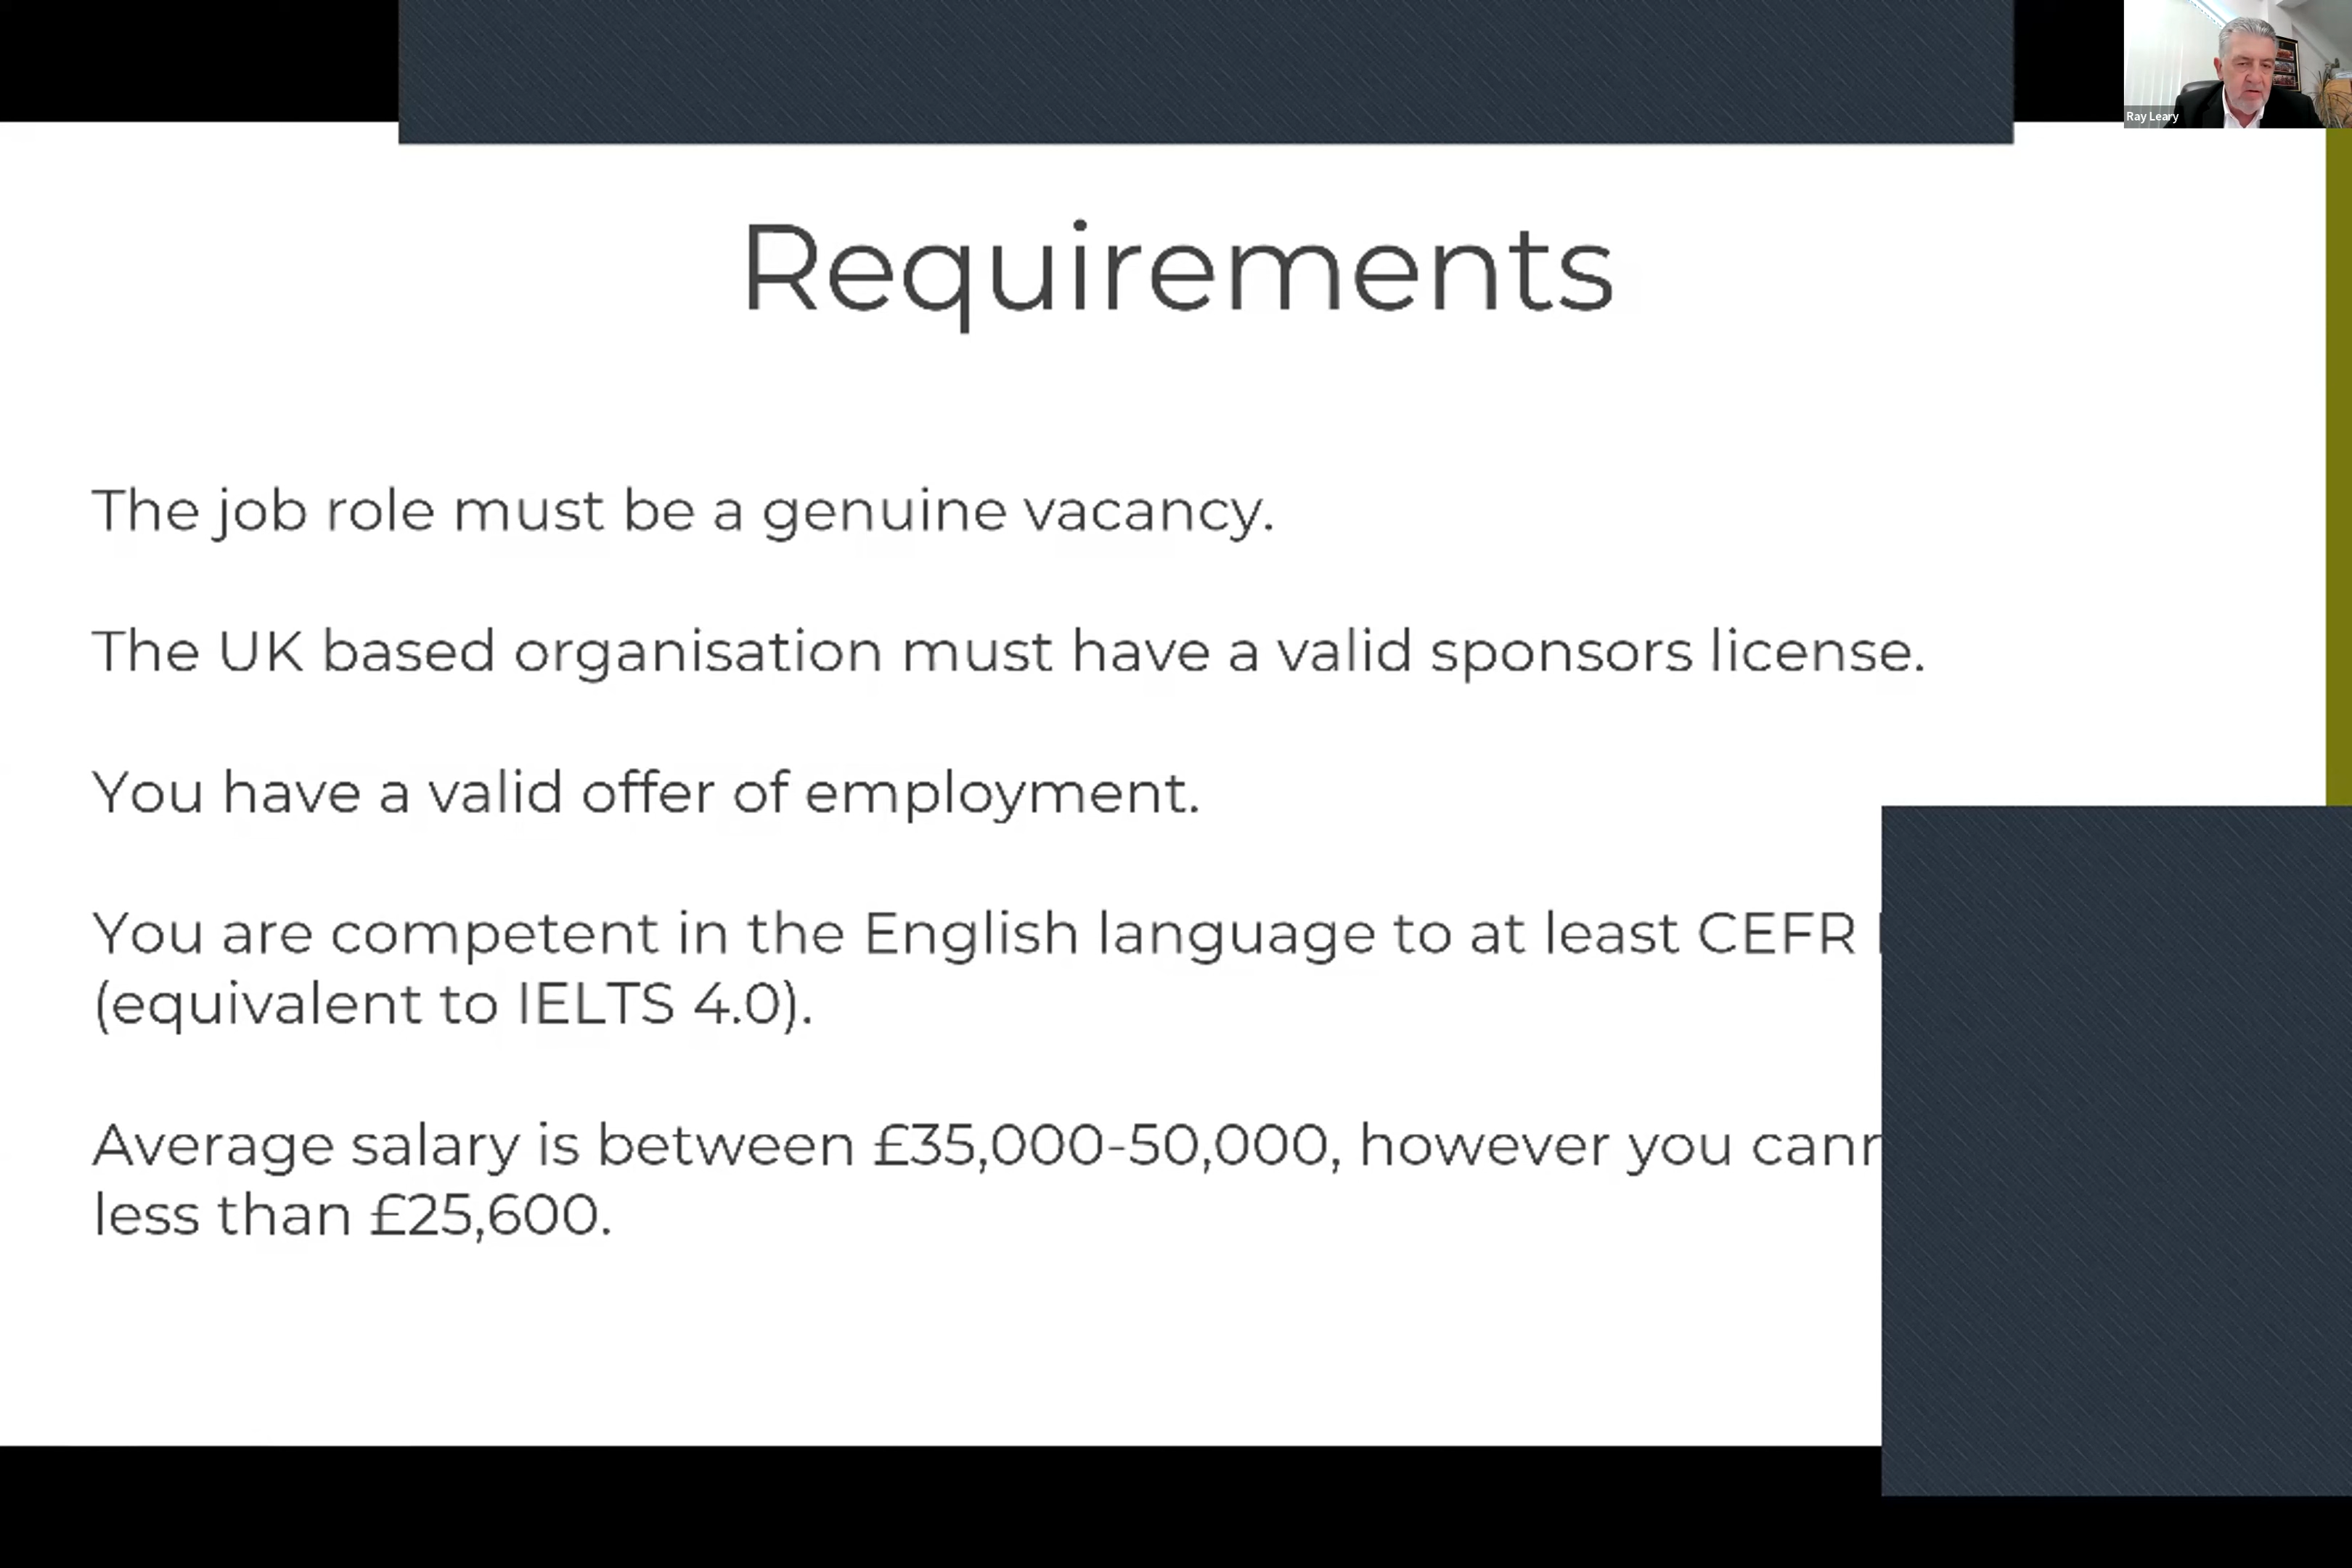 Ray Leary
Requirements
The job role must be a genuine vacancy.
The UK based organisation must have a valid sponsors license.
You have a valid offer of employment.
You are competent in the English language to at least CEFR
(equivalent to IELTS 4.0).
Average salary is between £35,000-50,000, however you
less than £25,600.